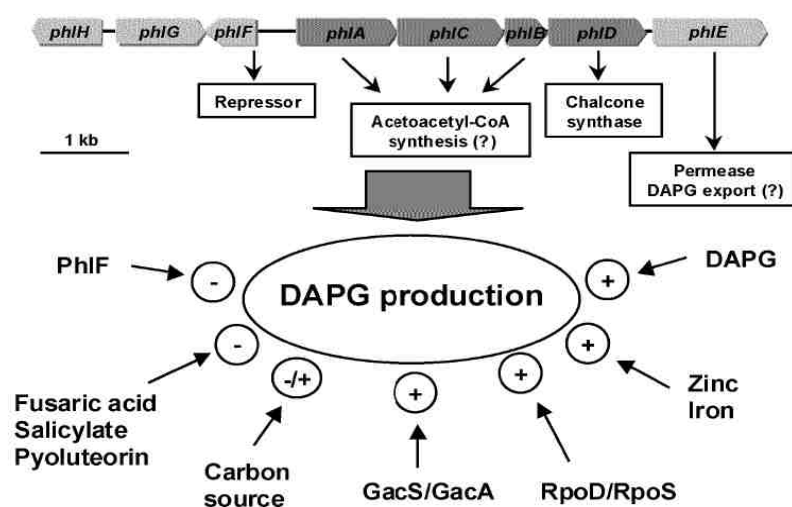 phlH phlG phlF phlA phlC phlB phlD phlE
Repressor
Acetoacetyl-CoA
synthesis (?)
Chalcone
synthase
1 kb
Permease
DAPG export (?)
PhlF
-
DAPG production
+
DAPG
-
+
Fusaric acid
Salicylate
Pyoluteorin
-/+
+
+
Zinc
Iron
Carbon
source
GacS/GacA
RpoD/RpoS